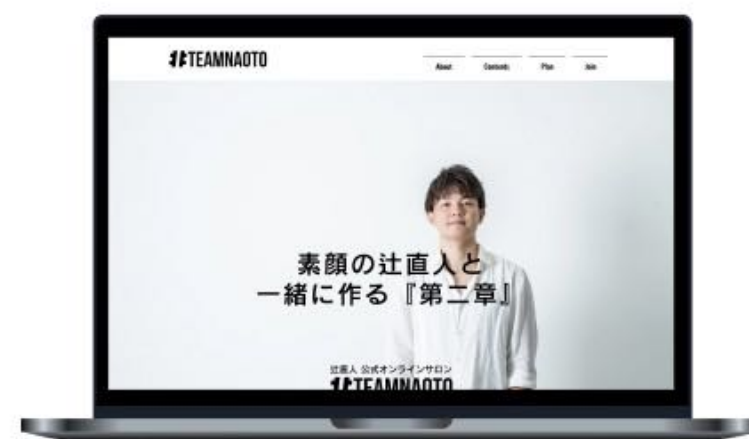 TEAMNAOTO
About Contents Plan Join
素顔の辻直人と
一緒に作る『第二章』
辻直人 公式オンラインサロン
TEAMNAOTO